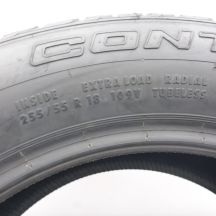 CONT
INSIDE EXTRA LOAD RADIAL
255/55 R 18 109V TUBELESS